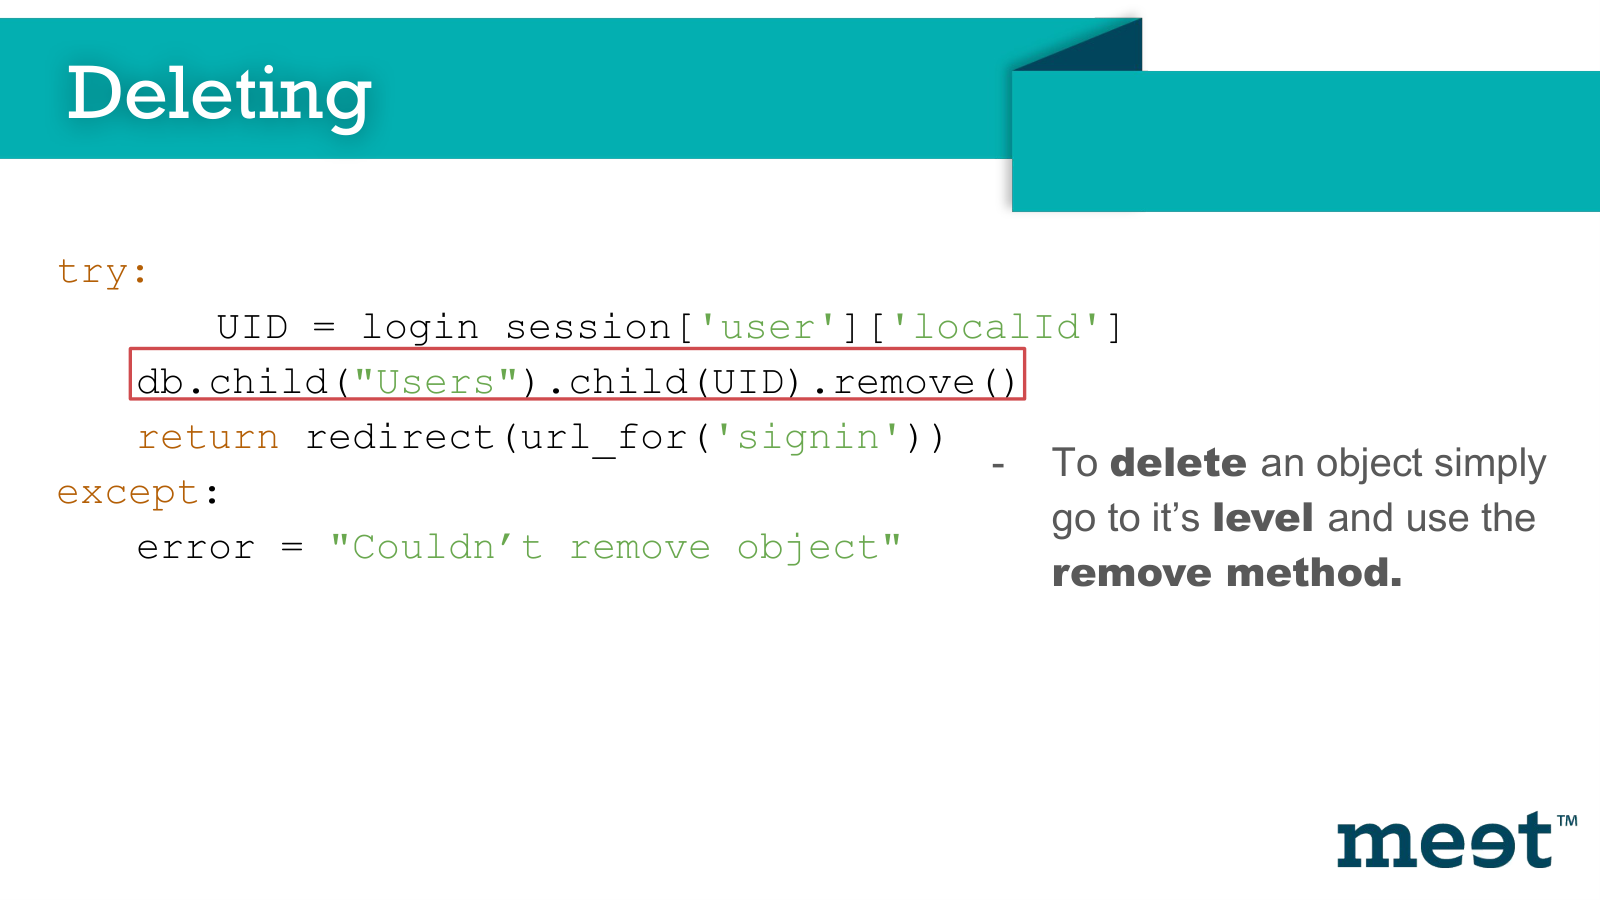 Deleting
try:
UID = login session['user']['localId']
db.child("Users").child(UID).remove()
return redirect(url_for('signin'))
except:
error = "Couldn’t remove object"
- To delete an object simply
go to it’s level and use the
remove method.
meet™